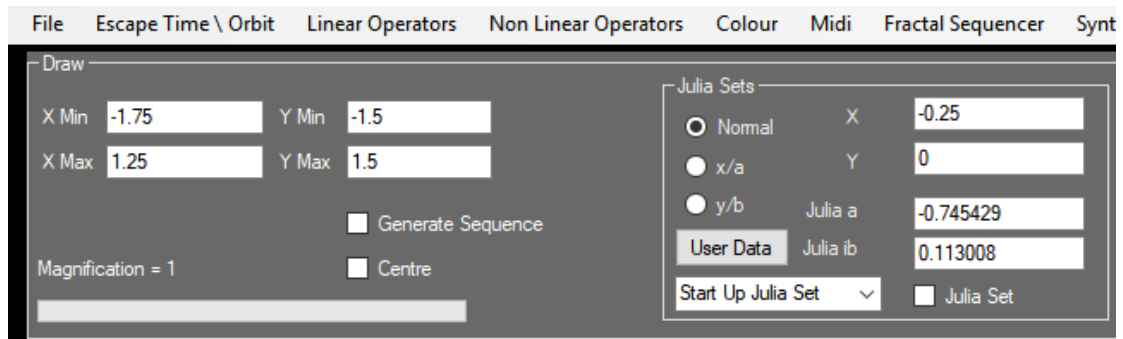 File Escape Time \ Orbit Linear Operators Non Linear Operators Colour Midi Fractal Sequencer Synt
Draw
X Min -1.75 Y Min -1.5
X Max 1.25 Y Max 1.5
Generate Sequence
Magnification = 1 Centre
Julia Sets
Normal X -0.25
x/a Y 0
y/b Julia a -0.745429
User Data Julia ib 0.113008
Start Up Julia Set Julia Set